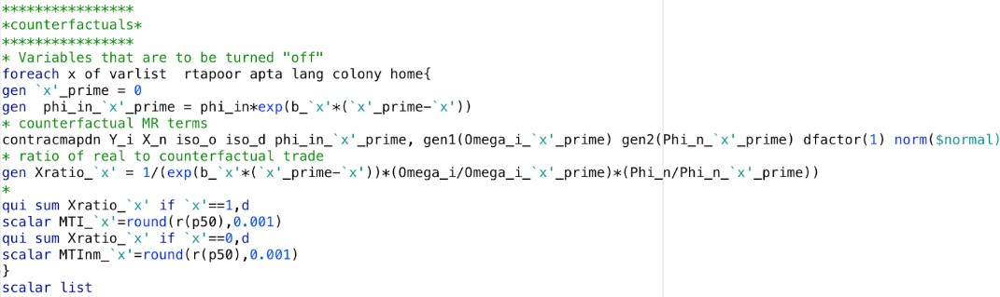 ****************
*counterfactuals*
****************
* Variables that are to be turned "off"
foreach x of varlist  rtapoor apta lang colony home{
gen `x'_prime = 0
gen  phi_in_`x'_prime = phi_in*exp(b_`x'*(`x'_prime-`x'))
* counterfactual MR terms
contracmapdn Y_i X_n iso_o iso_d phi_in_`x'_prime, gen1(Omega_i_`x'_prime) gen2(Phi_n_`x'_prime) dfactor(1) norm($normal)
* ratio of real to counterfactual trade
gen Xratio_`x' = 1/(exp(b_`x'*(`x'_prime-`x'))*(Omega_i/Omega_i_`x'_prime)*(Phi_n/Phi_n_`x'_prime))
*
qui sum Xratio_`x' if `x'==1,d
scalar MTI_`x'=round(r(p50),0.001)
qui sum Xratio_`x' if `x'==0,d
scalar MTInm_`x'=round(r(p50),0.001)
}
scalar list